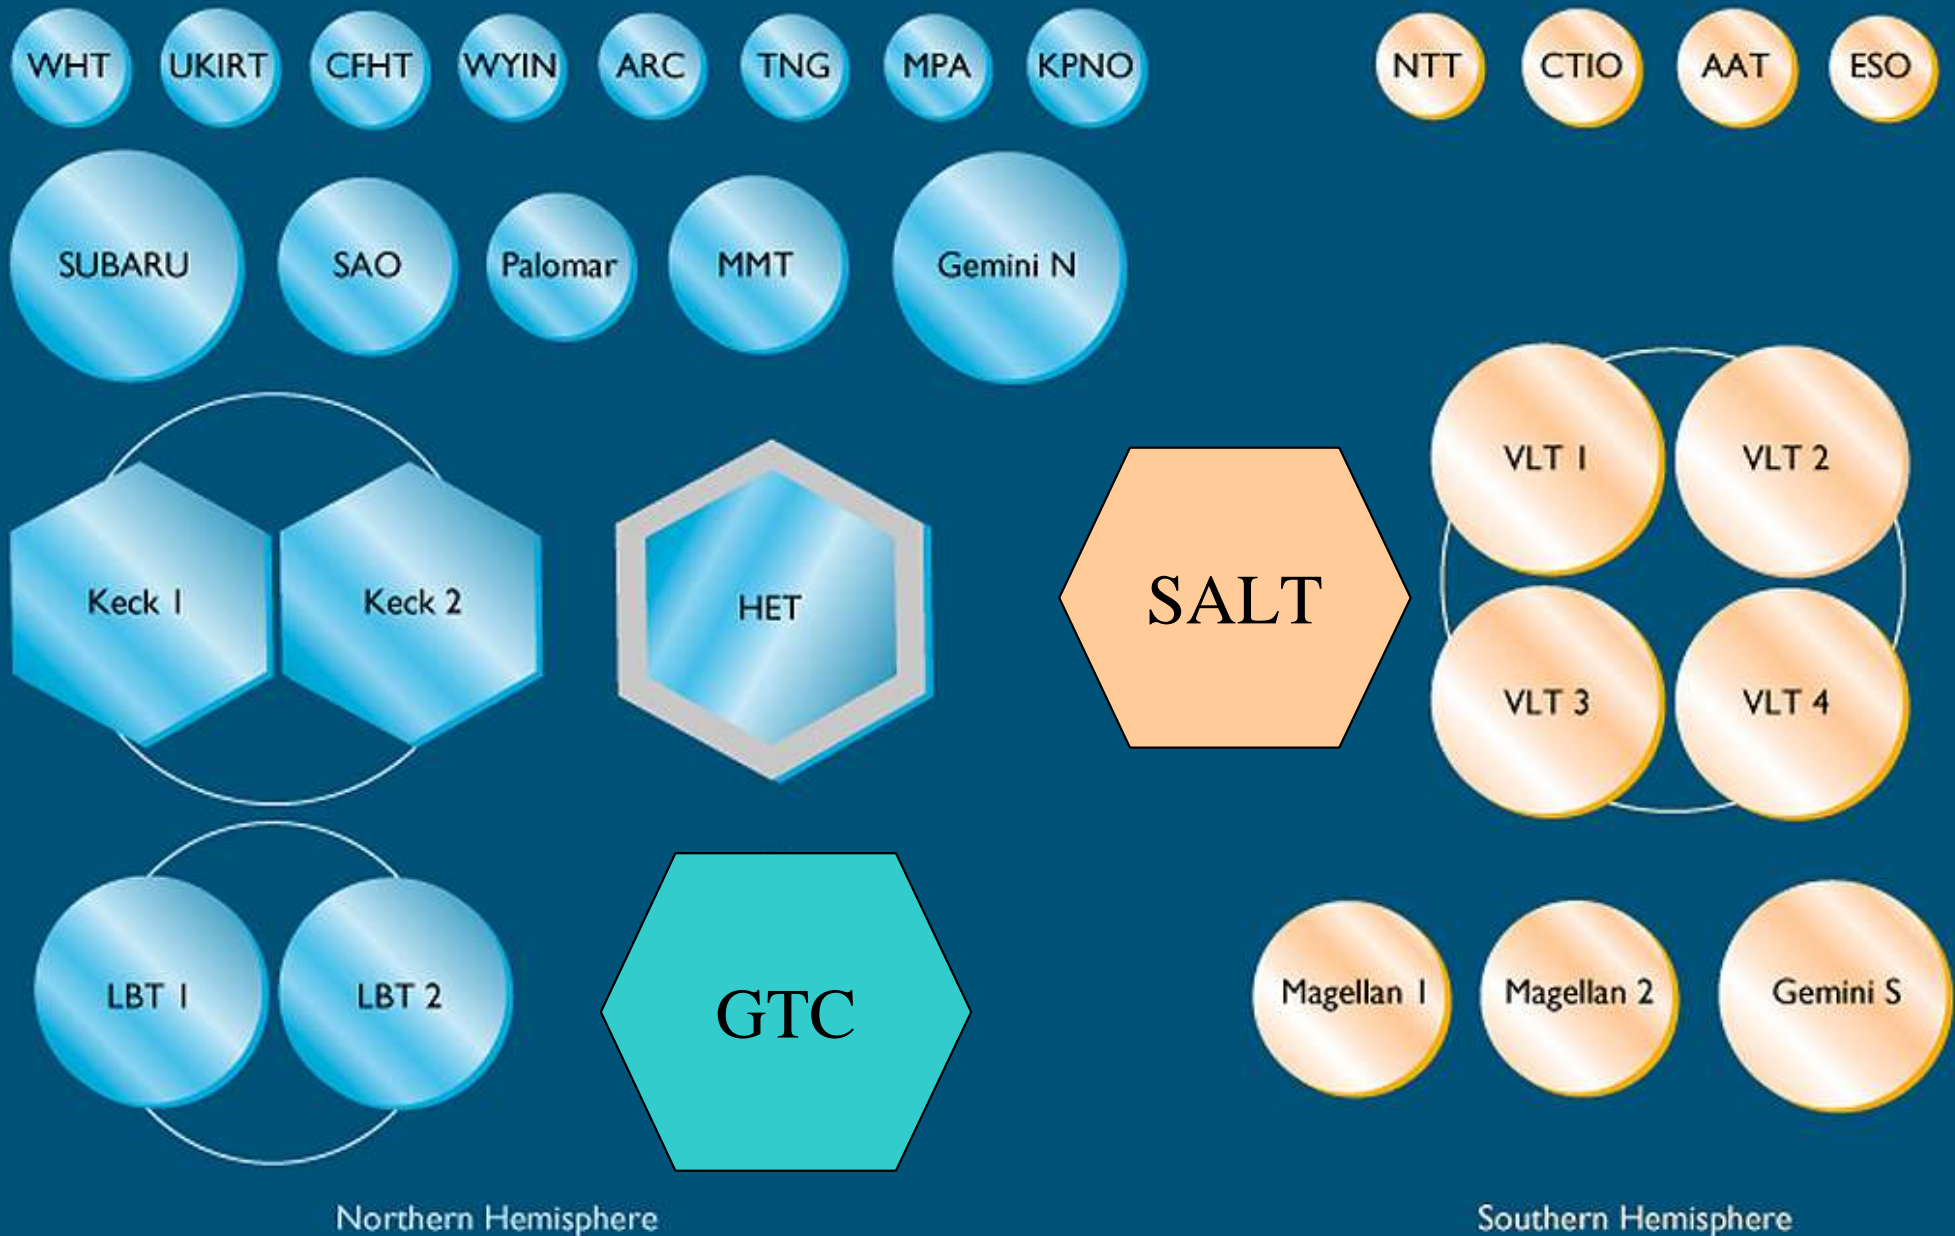 WHT UKIRT CFHT WYIN ARC TNG MPA KPNO NTT CTIO AAT ESO
SUBARU SAO Palomar MMT Gemini N
VLT 1 VLT 2
Keck 1 Keck 2 HET SALT
VLT 3 VLT 4
LBT 1 LBT 2 GTC Magellan 1 Magellan 2 Gemini S
Northern Hemisphere Southern Hemisphere